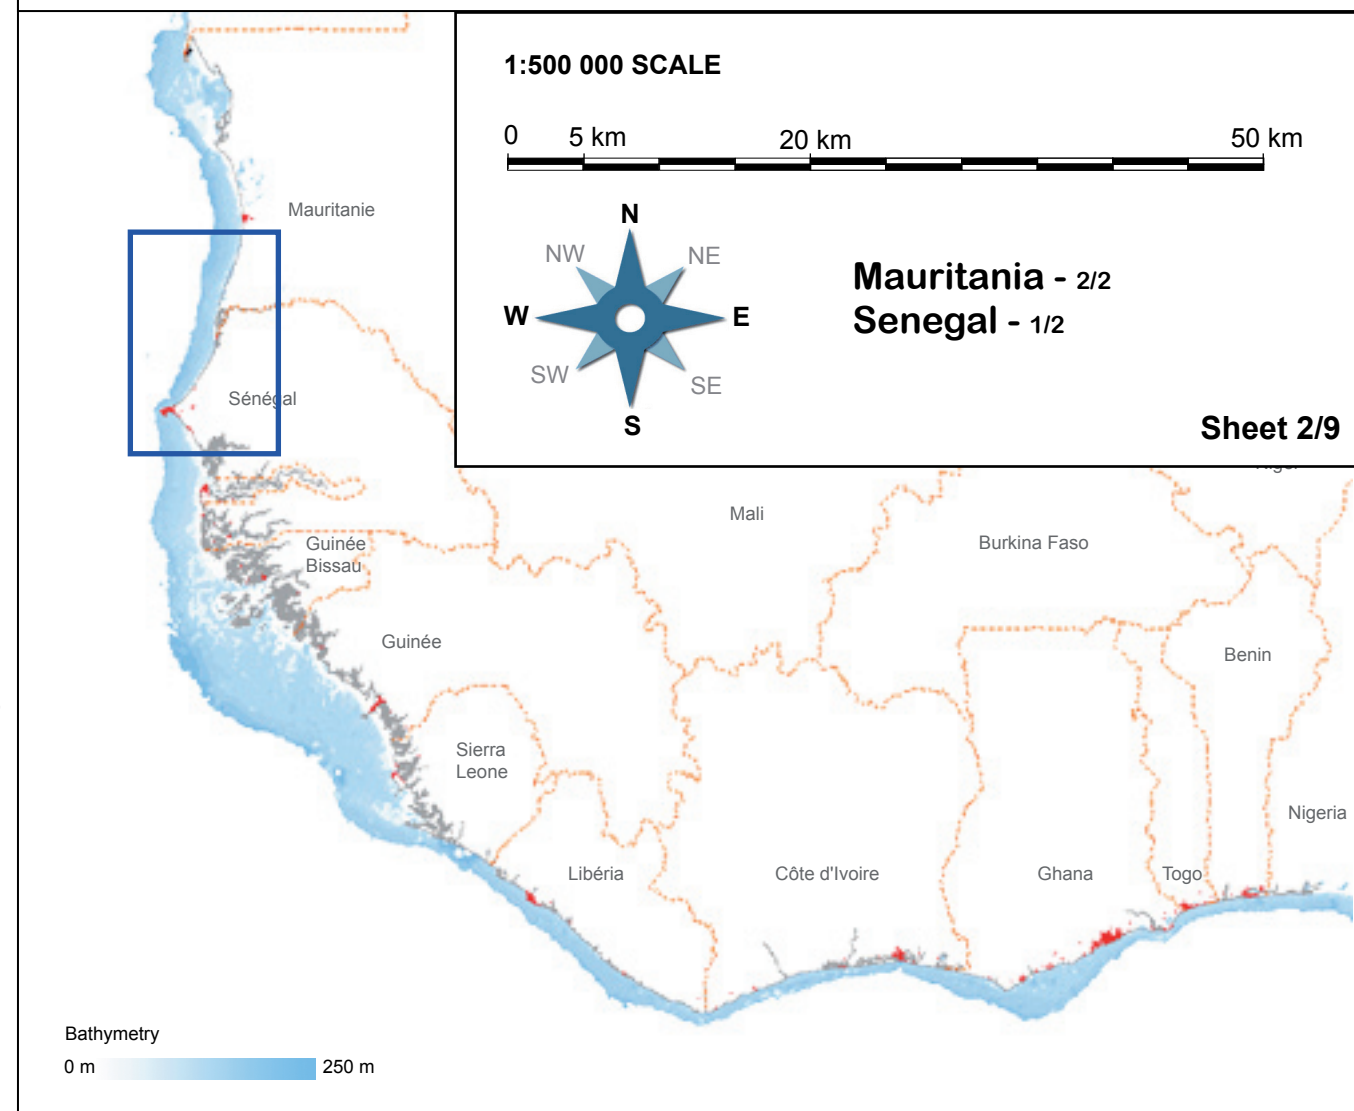 1:500 000 SCALE
0 5 km 20 km 50 km
N
NW NE
W E
SW SE
S
Mauritania - 2/2
Senegal - 1/2
Sheet 2/9
Mauritanie
Sénégal
Mali
Burkina Faso
Guinée
Bissau
Guinée
Benin
Sierra
Leone
Nigeria
Libéria
Côte d'Ivoire
Ghana
Togo
Bathymetry
0 m 250 m